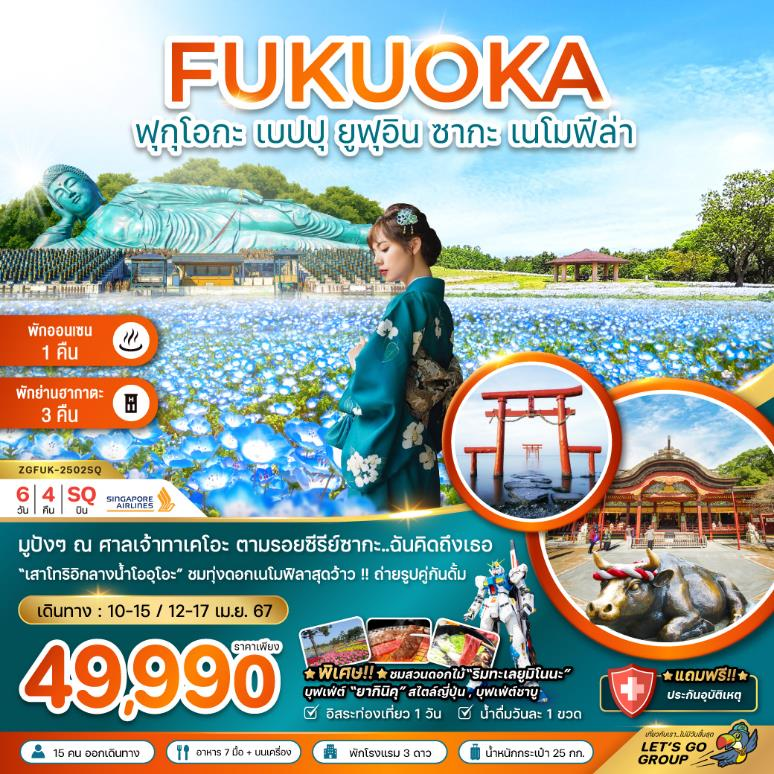 FUKUOKA
ฟุกุโอกะ เบปปุ ยูฟุอิน ซากะ เนโมฟีล่า
พักออนเซน
1 คืน
พักย่านฮากาตะ
3 คืน
ZGFUK-2502SQ
6 วัน | 4 คืน | SQ บิน
SINGAPORE AIRLINES
มูปังๆ ณ ศาลเจ้าทาเคโอะ ตามรอยซีรีย์ซากะ..ฉันคิดถึงเธอ
"เสาโทริอิกลางน้ำโออุโอะ" ชมทุ่งดอกเนโมฟิลาสุดว้าว !! ถ่ายรูปคู่กันดั้ม
เดินทาง : 10-15 / 12-17 เม.ย. 67
ราคาเพียง
49,990
พิเศษ!! ชมสวนดอกไม้ "ริมทะเลยูมิโนนะ"
บุฟเฟ่ต์ "ยากินิคุ" สไตล์ญี่ปุ่น , บุฟเฟ่ต์ชาบู
อิสระท่องเที่ยว 1 วัน
น้ำดื่มวันละ 1 ขวด
แถมฟรี!!
ประกันอุบัติเหตุ
15 คน ออกเดินทาง
อาหาร 7 มื้อ + บนเครื่อง
พักโรงแรม 3 ดาว
น้ำหนักกระเป๋า 25 กก.
เที่ยวกับเรา...ไม่มีวันสิ้นสุด
LET'S GO
GROUP